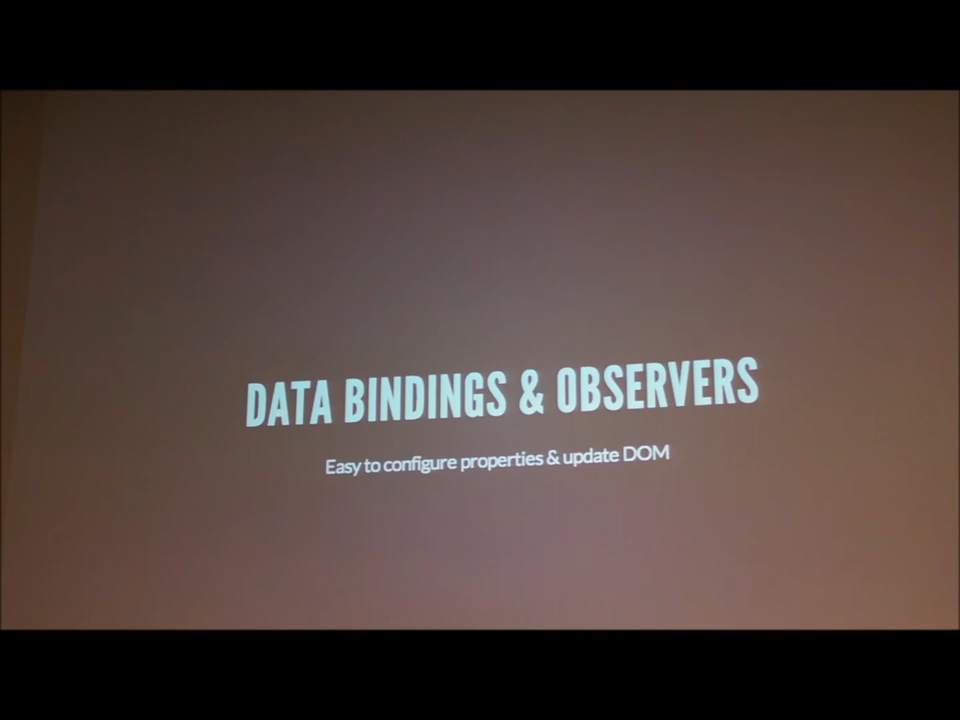 DATA BINDINGS & OBSERVERS
Easy to configure properties & update DOM